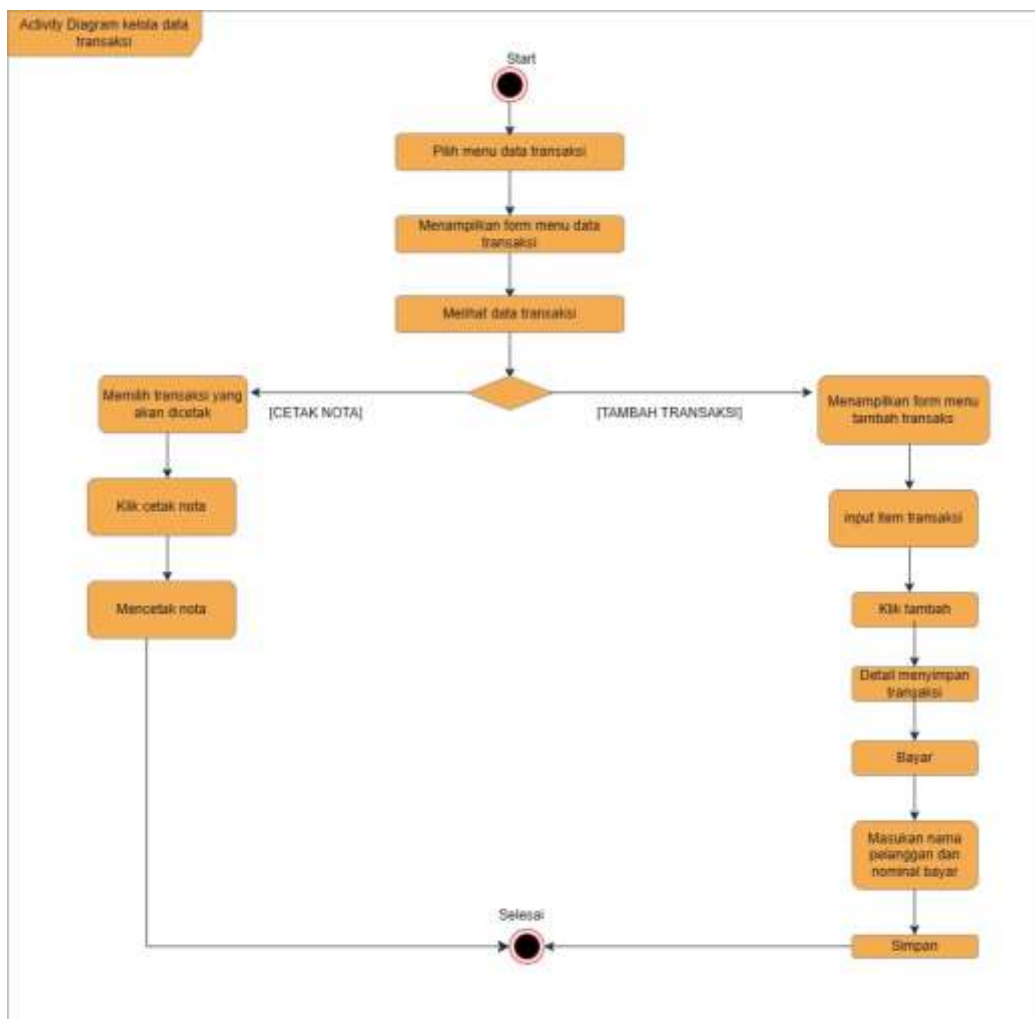 Activity Diagram kelola data
transaksi
Start
Pilih menu data transaksi
Menampilkan form menu data
transaksi
Melihat data transaksi
Memilih transaksi yang
akan dicetak
[CETAK NOTA]
[TAMBAH TRANSAKSI]
Menampilkan form menu
tambah transaks
Klik cetak nota
input item transaksi
Mencetak nota
Klik tambah
Detail menyimpan
transaksi
Bayar
Masukan nama
pelanggan dan
nominal bayar
Selesai
Simpan